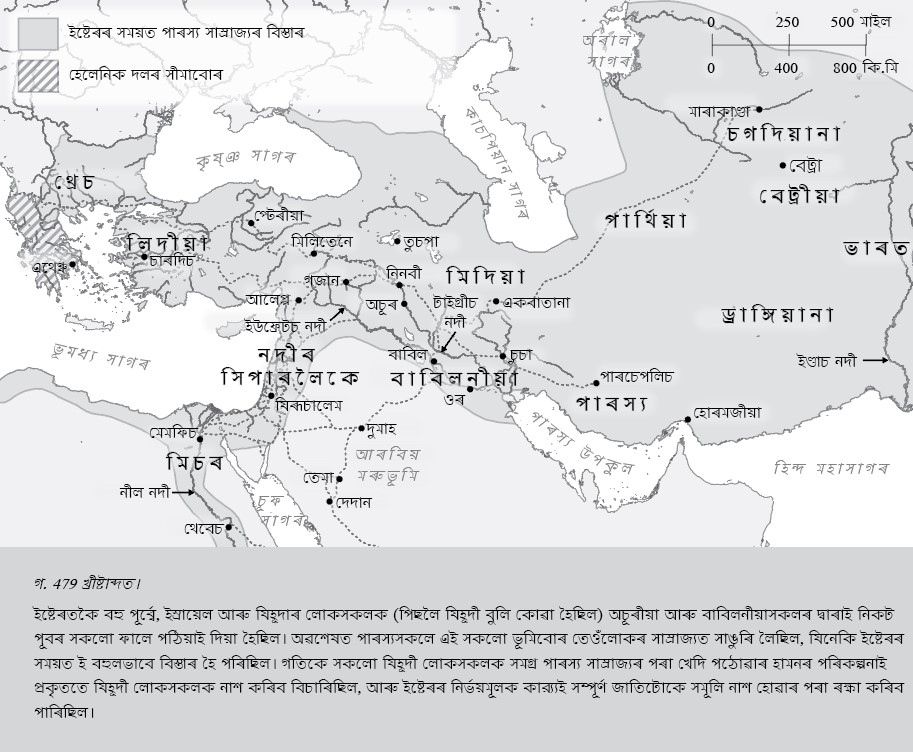 ইষ্টেৰৰ সময়ত পাৰস্য সাম্ৰাজ্যৰ বিস্তাৰ
হেলেনিক দলৰ সীমাবোৰ
0 250 500 মাইল
0 400 800 কি.মি
অৰাল
সাগৰ
মাৰাকাণ্ডা
চগদিয়ানা
বেট্ৰা
বেট্ৰীয়া
কাচপিয়ান সাগৰ
কৃষ্ঞ সাগৰ
থ্ৰেচ
প্টেৰীয়া
পাৰ্থিয়া
লিদীয়া
চাৰদিচ
মিলিতেনে
তুচপা
ভাৰত
এথেন্স
গজান
নিনবী
মিদিয়া
আলেপ্প
অচূৰ
টাইগ্ৰীচ
নদী
একবাতানা
ইউফ্ৰেটচ নদী
ড্ৰাঙ্গিয়ানা
ভূমধ্য সাগৰ
নদীৰ
সিপাৰলৈকে
বাবিল
চুচা
ইণ্ডাচ নদী
বাবিলনীয়া
ওৰ
পাৰচেপলিচ
পাৰস্য
যিৰূচালেম
হোৰমজীয়া
মেমফিচ
দুমাহ
পাৰস্য উপকুল
মিচৰ
আৰবিয়
মৰুভূমি
হিন্দ মহাসাগৰ
তেমা
নীল নদী
দেদান
চূফ
সাগৰ
থেবেচ
গ. 479 খ্ৰীষ্টাব্দত।
ইষ্টেৰতকৈ বহু পূৰ্ব্বে, ইস্ৰায়েল আৰু যিহূদাৰ লোকসকলক (পিছলৈ যিহূদী বুলি কোৱা হৈছিল) অচূৰীয়া আৰু বাবিলনীয়াসকলৰ দ্বাৰাই নিকট
পূবৰ সকলো ফালে পঠিয়াই দিয়া হৈছিল। অৱশেষত পাৰস্যসকলে এই সকলো ভূমিবোৰ তেওঁলোকৰ সাম্ৰাজ্যত সাঙুৰি লৈছিল, যিনেকি ইষ্টেৰৰ
সময়ত ই বহুলভাবে বিস্তাৰ হৈ পৰিছিল। গতিকে সকলো যিহূদী লোকসকলক সমগ্ৰ পাৰস্য সাম্ৰাজ্যৰ পৰা খেদি পঠোৱাৰ হামনৰ পৰিকল্পনাই
প্ৰকৃততে যিহূদী লোকসকলক নাশ কৰিব বিচাৰিছিল, আৰু ইষ্টেৰৰ নিৰ্ভয়মূলক কাৰ্য্যই সম্পূৰ্ণ জাতিটোকে সমূলি নাশ হোৱাৰ পৰা ৰক্ষা কৰিব
পাৰিছিল।